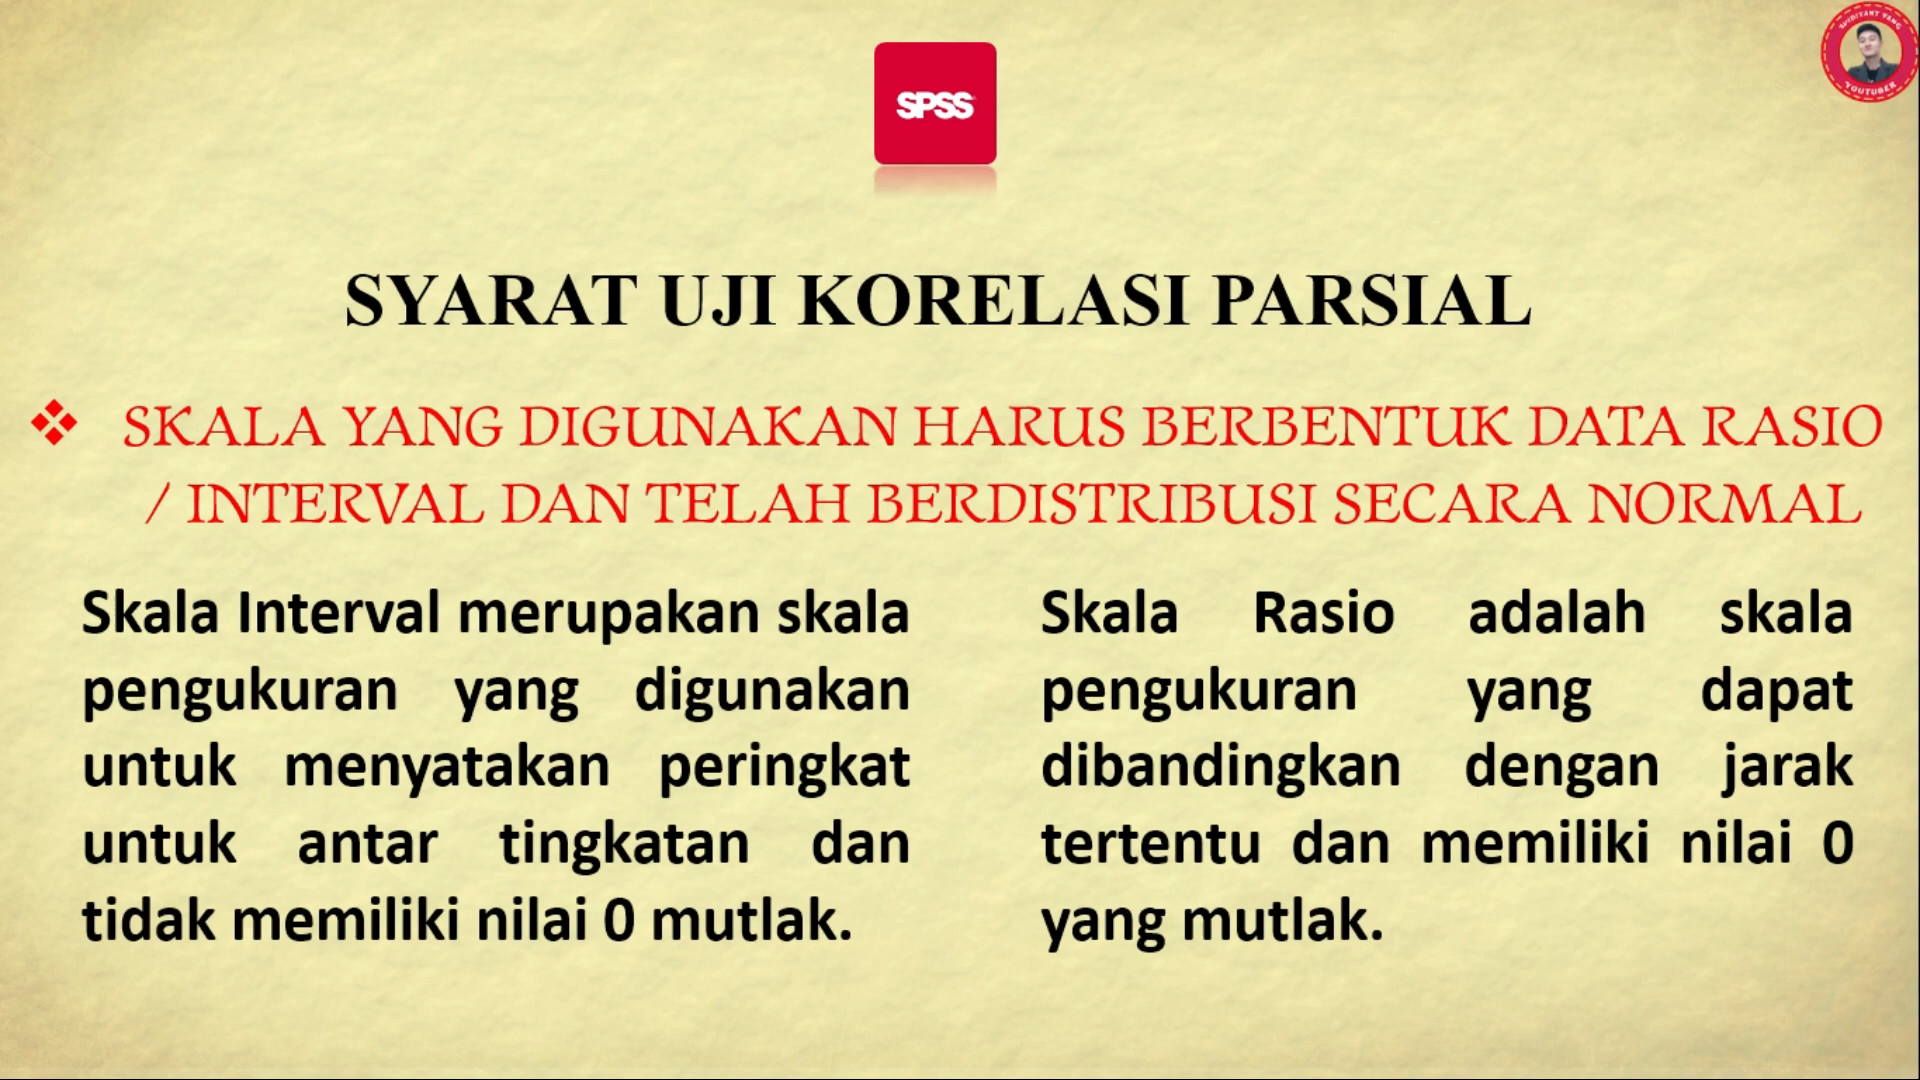 SPSS
YOUTUBER
SYARAT UJI KORELASI PARSIAL
❖ SKALA YANG DIGUNAKAN HARUS BERBENTUK DATA RASIO
/ INTERVAL DAN TELAH BERDISTRIBUSI SECARA NORMAL
Skala Interval merupakan skala
pengukuran yang digunakan
untuk menyatakan peringkat
untuk antar tingkatan dan
tidak memiliki nilai 0 mutlak.
Skala Rasio adalah skala
pengukuran yang dapat
dibandingkan dengan jarak
tertentu dan memiliki nilai 0
yang mutlak.